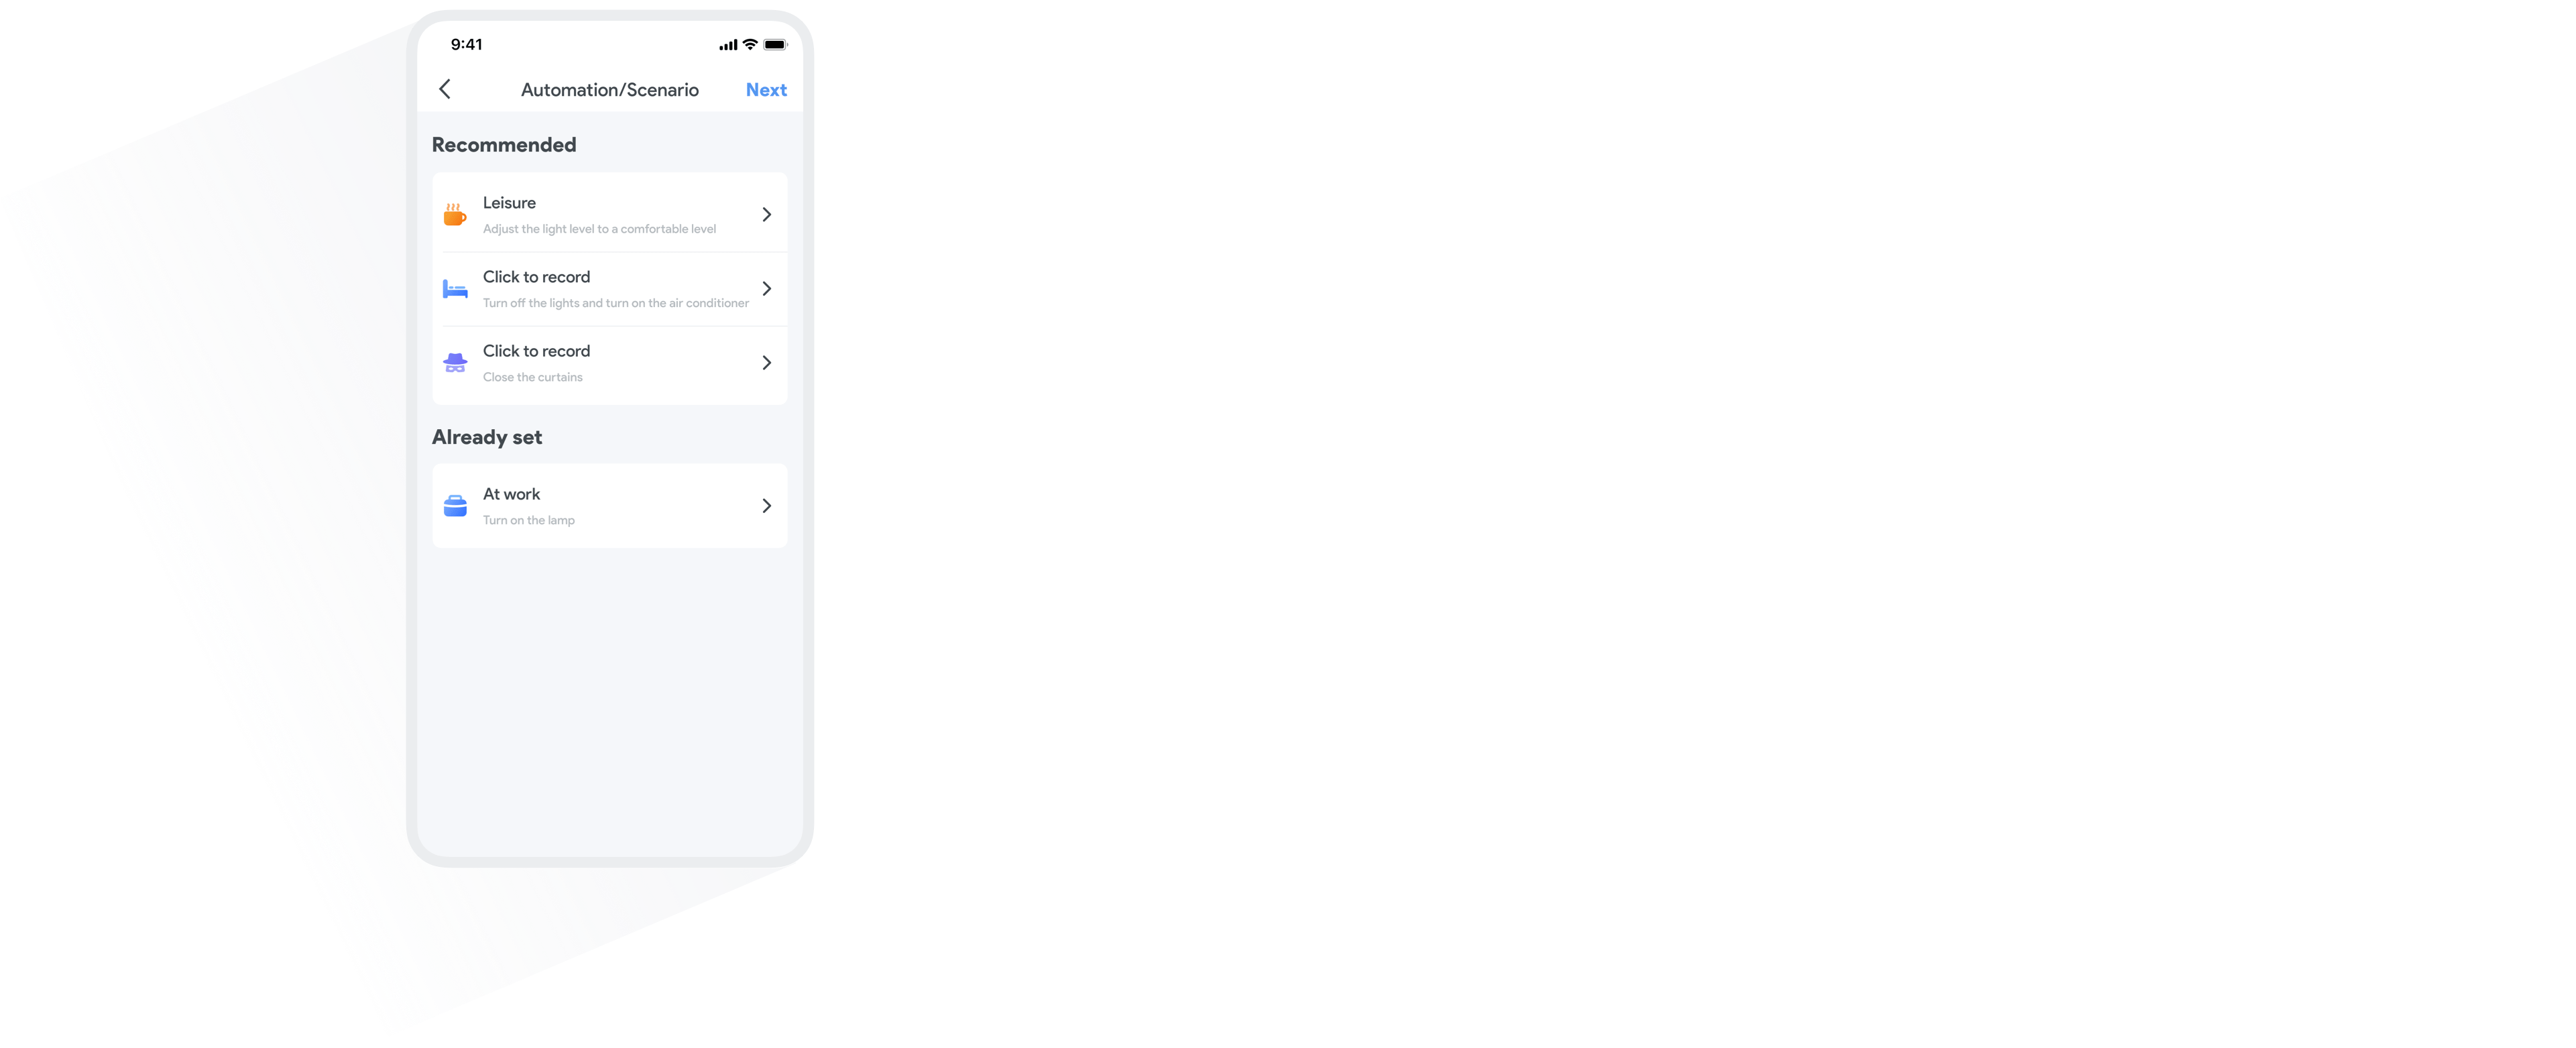 9:41
Automation/Scenario
Next
Recommended
Leisure
Adjust the light level to a comfortable level
Click to record
Turn off the lights and turn on the air conditioner
Click to record
Close the curtains
Already set
At work
Turn on the lamp